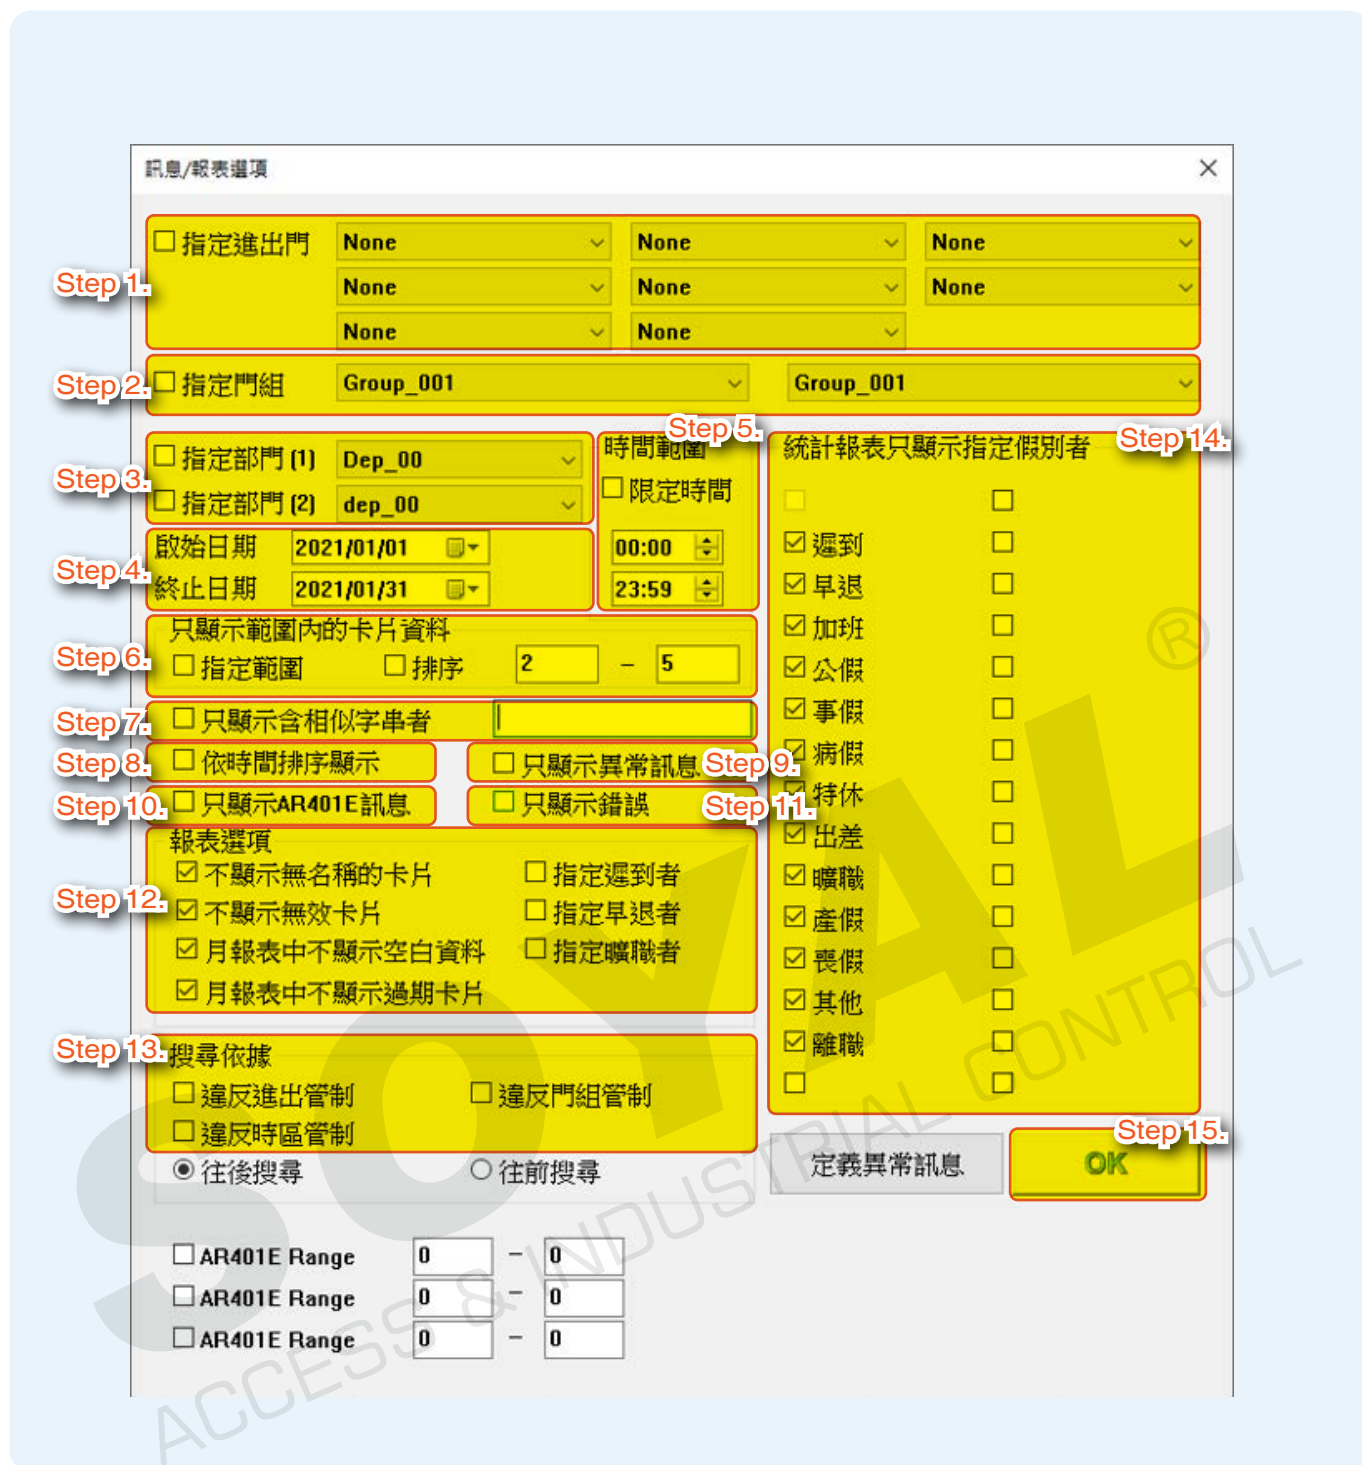 訊息/報表選項
Step 1.
指定進出門 None None None
None None None
None None
Step 2.
指定門組 Group_001 Group_001
Step 3.
指定部門 (1) Dep_00
指定部門 (2) dep_00
Step 4.
啟始日期 2021/01/01
終止日期 2021/01/31
Step 5.
時間範圍
限定時間
00:00
23:59
Step 6.
只顯示範圍內的卡片資料
指定範圍 排序 2 – 5
Step 7.
只顯示含相似字串者
Step 8.
依時間排序顯示
Step 9.
只顯示異常訊息
Step 10.
只顯示AR401E訊息
Step 11.
只顯示錯誤
Step 12.
報表選項
不顯示無名稱的卡片 指定遲到者
不顯示無效卡片 指定早退者
月報表中不顯示空白資料 指定曠職者
月報表中不顯示過期卡片
Step 13.
搜尋依據
違反進出管制 違反門組管制
違反時區管制
往後搜尋 往前搜尋
Step 14.
統計報表只顯示指定假別者
遲到
早退
加班
公假
事假
病假
特休
出差
曠職
產假
喪假
其他
離職
Step 15.
定義異常訊息 OK
AR401E Range 0 – 0
AR401E Range 0 – 0
AR401E Range 0 – 0
SOYAL®
ACCESS & INDUSTRIAL CONTROL